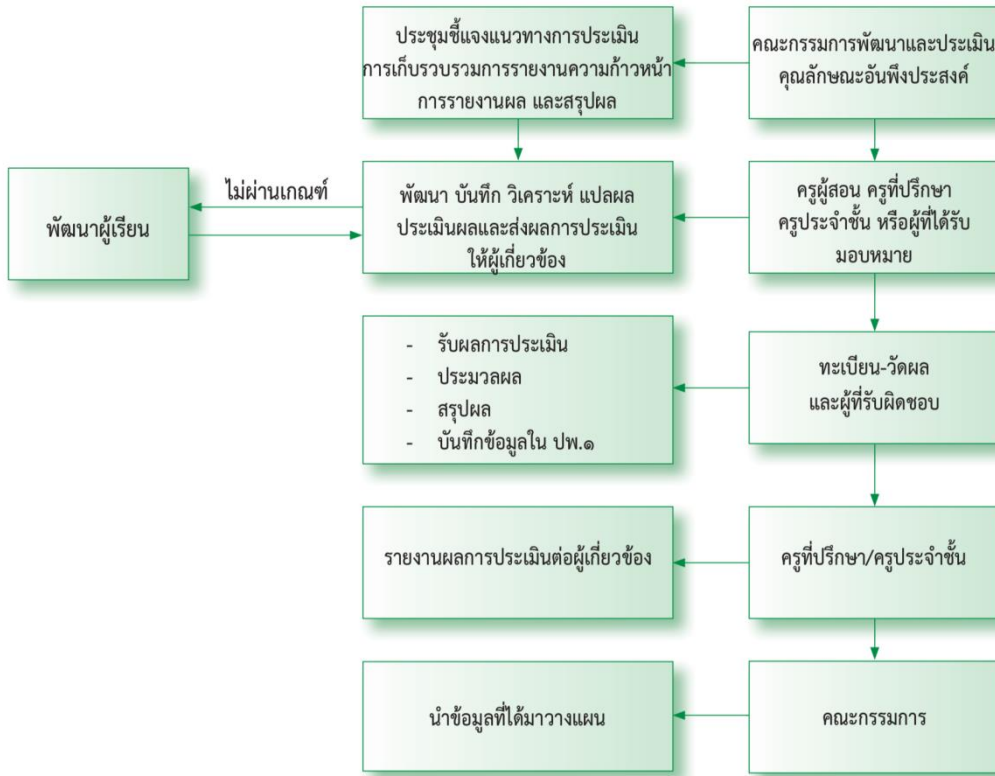 ประชุมชี้แจงแนวทางการประเมิน
การเก็บรวบรวมการรายงานความก้าวหน้า
การรายงานผล และสรุปผล
คณะกรรมการพัฒนาและประเมิน
คุณลักษณะอันพึงประสงค์
พัฒนาผู้เรียน
ไม่ผ่านเกณฑ์
พัฒนา บันทึก วิเคราะห์ แปลผล
ประเมินผลและส่งผลการประเมิน
ให้ผู้เกี่ยวข้อง
ครูผู้สอน ครูที่ปรึกษา
ครูประจำชั้น หรือผู้ที่ได้รับ
มอบหมาย
- รับผลการประเมิน
- ประมวลผล
- สรุปผล
- บันทึกข้อมูลใน ปพ.๑
ทะเบียน-วัดผล
และผู้ที่รับผิดชอบ
รายงานผลการประเมินต่อผู้เกี่ยวข้อง
ครูที่ปรึกษา/ครูประจำชั้น
นำข้อมูลที่ได้มาวางแผน
คณะกรรมการ